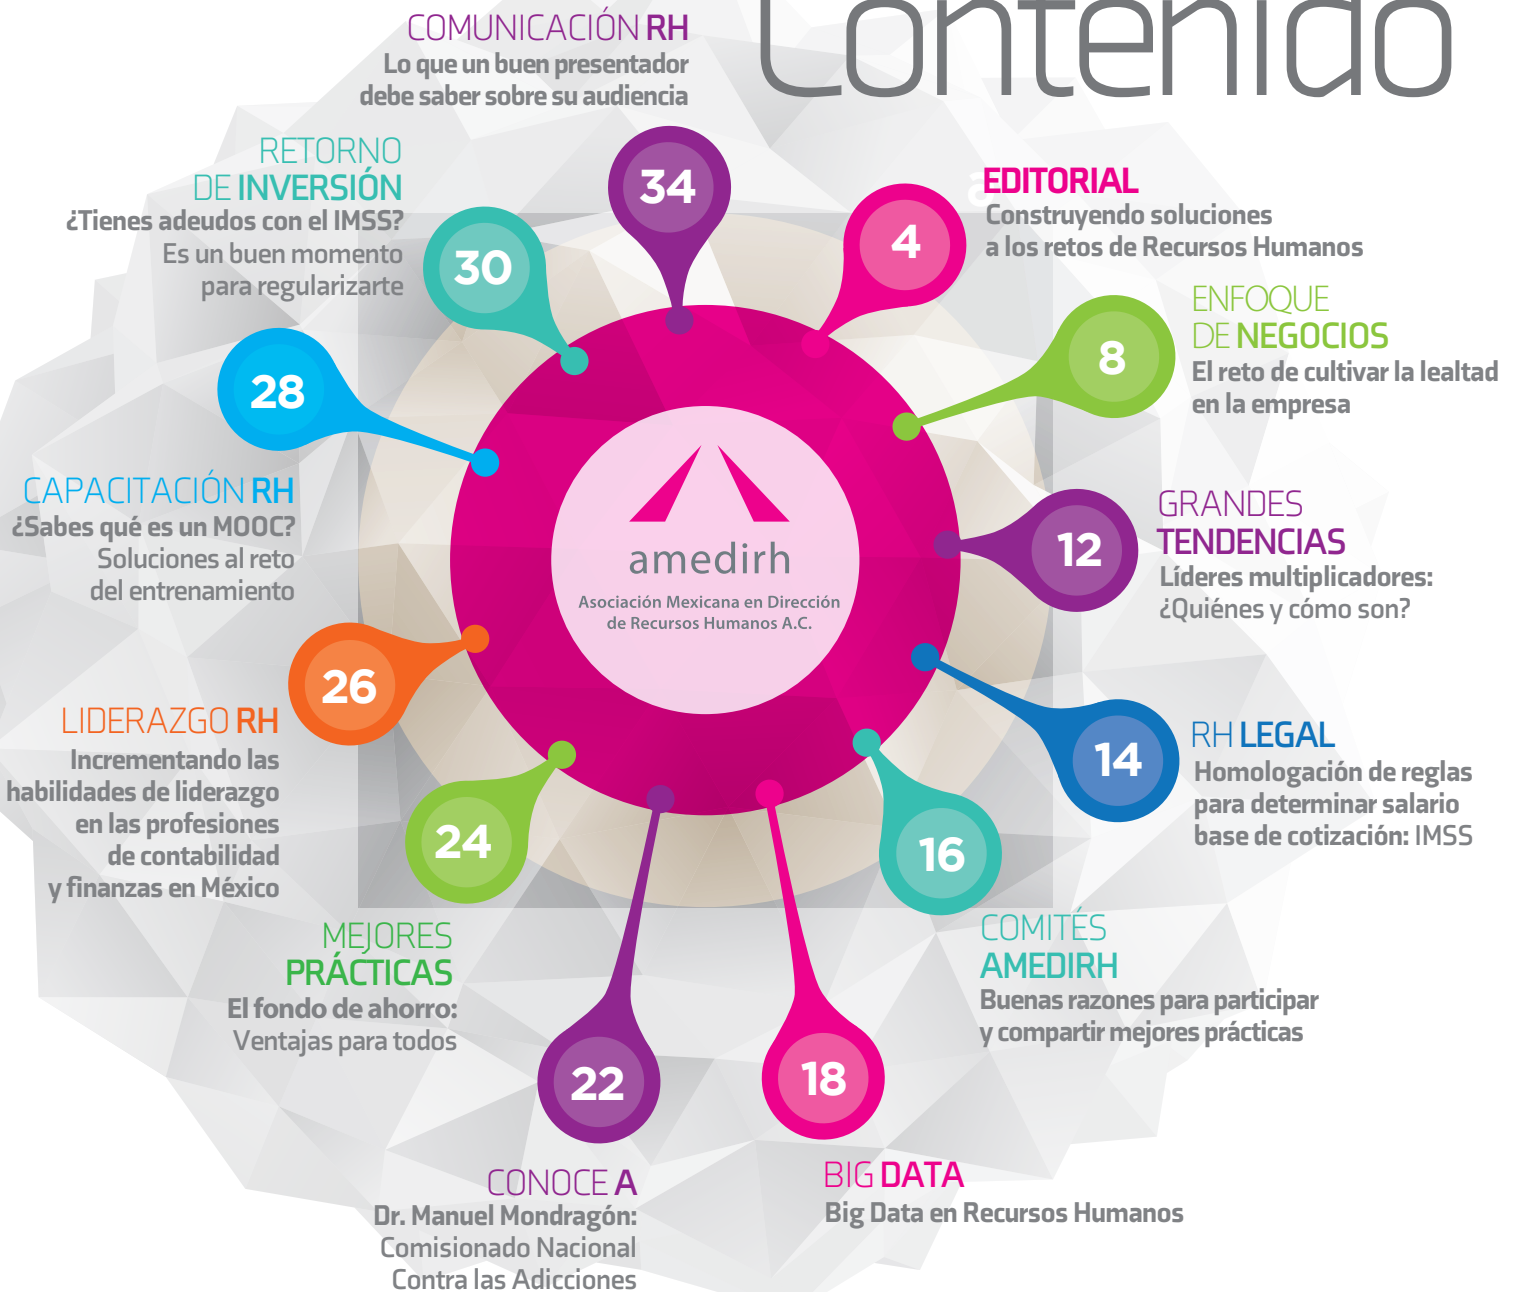 Contenido
COMUNICACIÓN RH
Lo que un buen presentador
debe saber sobre su audiencia
34
EDITORIAL
Construyendo soluciones
a los retos de Recursos Humanos
4
ENFOQUE
DE NEGOCIOS
El reto de cultivar la lealtad
en la empresa
8
GRANDES
TENDENCIAS
Líderes multiplicadores:
¿Quiénes y cómo son?
12
RH LEGAL
Homologación de reglas
para determinar salario
base de cotización: IMSS
14
COMITÉS
AMEDIRH
Buenas razones para participar
y compartir mejores prácticas
16
BIG DATA
Big Data en Recursos Humanos
18
CONOCE A
Dr. Manuel Mondragón:
Comisionado Nacional
Contra las Adicciones
22
MEJORES
PRÁCTICAS
El fondo de ahorro:
Ventajas para todos
24
LIDERAZGO RH
Incrementando las
habilidades de liderazgo
en las profesiones
de contabilidad
y finanzas en México
26
CAPACITACIÓN RH
¿Sabes qué es un MOOC?
Soluciones al reto
del entrenamiento
28
RETORNO
DE INVERSIÓN
¿Tienes adeudos con el IMSS?
Es un buen momento
para regularizarte
30
amedirh
Asociación Mexicana en Dirección
de Recursos Humanos A.C.